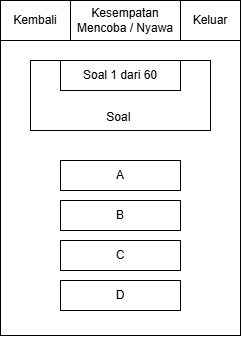 Kembali
Kesempatan
Mencoba / Nyawa
Keluar
Soal 1 dari 60
Soal
A
B
C
D